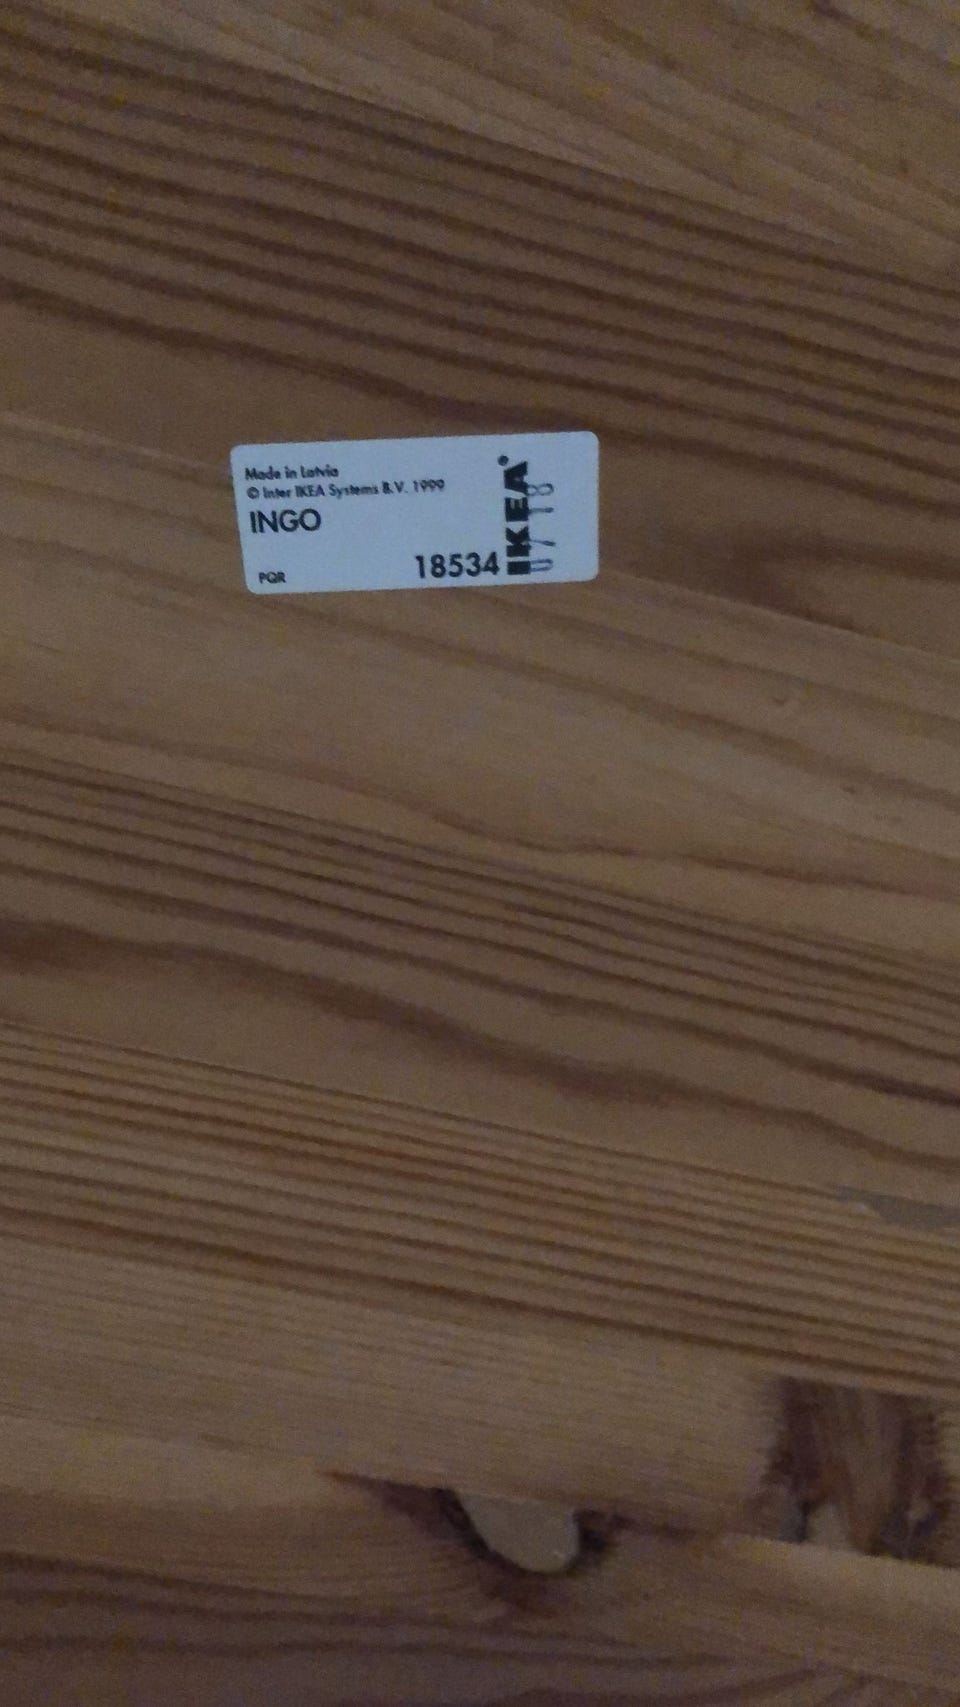 Made in Latvia
© Inter IKEA Systems B.V. 1999
INGO
PQR
18534
IKEA®